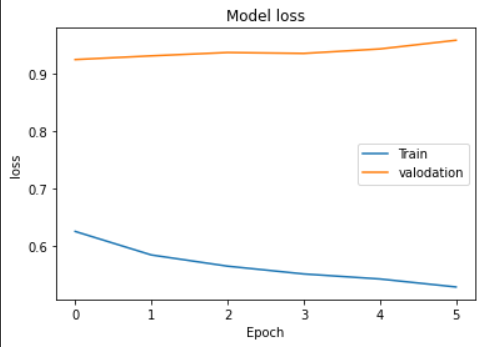 Model loss
0.9
0.8
0.7
0.6
loss
Train
valodation
0 1 2 3 4 5
Epoch